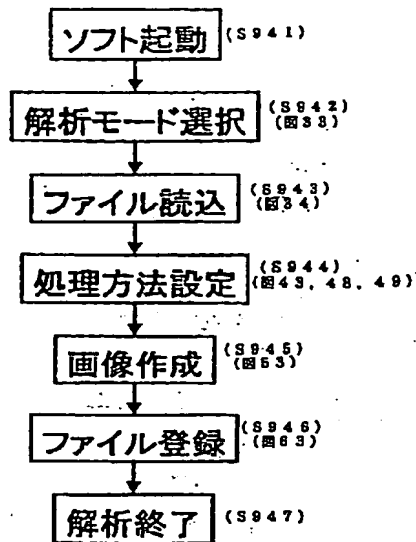 ソフト起動 (S941)
解析モード選択 (S942)
(図33)
ファイル読込 (S943)
(図34)
処理方法設定 (S944)
(図43, 48, 49)
画像作成 (S945)
(図53)
ファイル登録 (S946)
(図63)
解析終了 (S947)